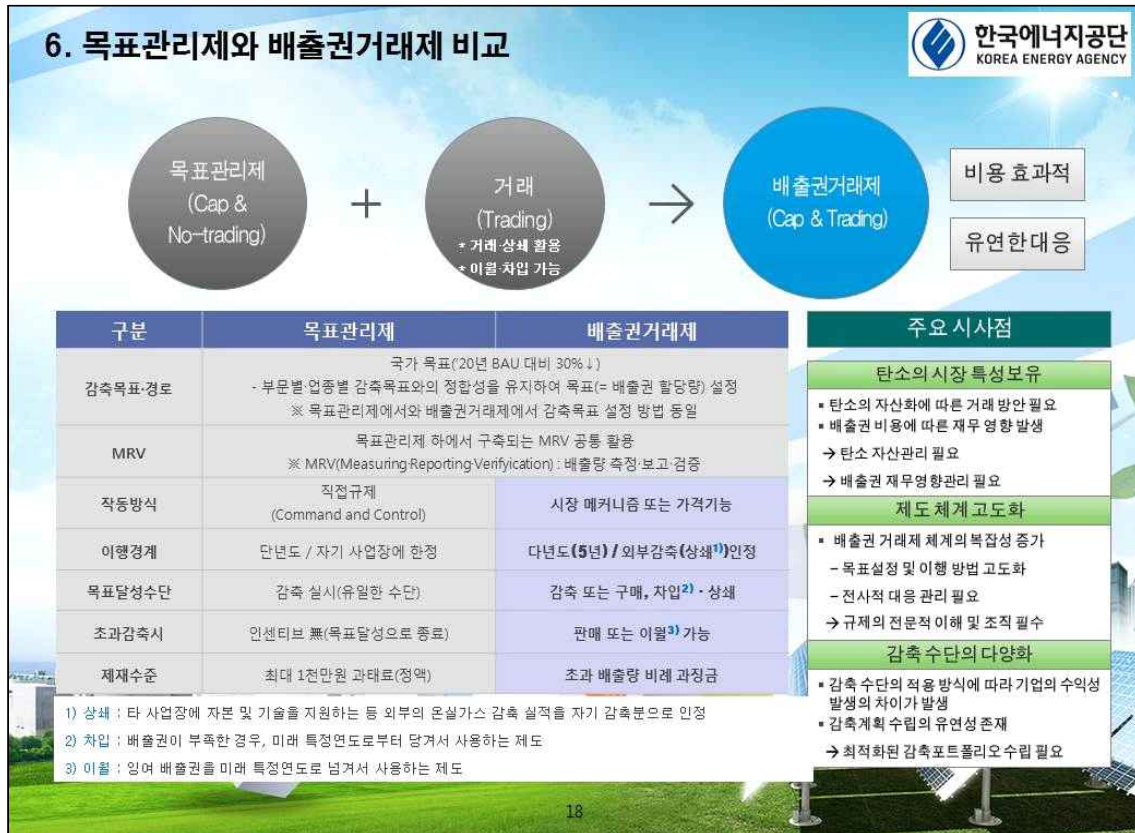 6. 목표관리제와 배출권거래제 비교
한국에너지공단
KOREA ENERGY AGENCY
목표관리제
(Cap &
No-trading)
+
거래
(Trading)
* 거래·상쇄 활용
* 이월·차입 가능
→
배출권거래제
(Cap & Trading)
비용 효과적
유연한 대응
구분 목표관리제 배출권거래제
감축목표·경로
국가 목표('20년 BAU 대비 30%↓)
- 부문별·업종별 감축목표와의 정합성을 유지하여 목표(= 배출권 할당량) 설정
※ 목표관리제에서와 배출권거래제에서 감축목표 설정 방법 동일
MRV
목표관리제 하에서 구축되는 MRV 공통 활용
※ MRV(Measuring·Reporting·Verifyication) : 배출량 측정·보고·검증
작동방식
직접규제
(Command and Control)
시장 메커니즘 또는 가격기능
이행경계 단년도 / 자기 사업장에 한정 다년도(5년) / 외부감축(상쇄1))인정
목표달성수단 감축 실시(유일한 수단) 감축 또는 구매, 차입2)·상쇄
초과감축시 인센티브 無(목표달성으로 종료) 판매 또는 이월3) 가능
제재수준 최대 1천만원 과태료(정액) 초과 배출량 비례 과징금
1) 상쇄 : 타 사업장에 자본 및 기술을 지원하는 등 외부의 온실가스 감축 실적을 자기 감축분으로 인정
2) 차입 : 배출권이 부족한 경우, 미래 특정연도로부터 당겨서 사용하는 제도
3) 이월 : 잉여 배출권을 미래 특정연도로 넘겨서 사용하는 제도
주요 시사점
탄소의 시장 특성보유
▪ 탄소의 자산화에 따른 거래 방안 필요
▪ 배출권 비용에 따른 재무 영향 발생
→ 탄소 자산관리 필요
→ 배출권 재무영향관리 필요
제도 체계 고도화
▪ 배출권 거래제 체계의 복잡성 증가
– 목표설정 및 이행 방법 고도화
– 전사적 대응 관리 필요
→ 규제의 전문적 이해 및 조직 필수
감축 수단의 다양화
▪ 감축 수단의 적용 방식에 따라 기업의 수익성
발생의 차이가 발생
▪ 감축계획 수립의 유연성 존재
→ 최적화된 감축포트폴리오 수립 필요
18